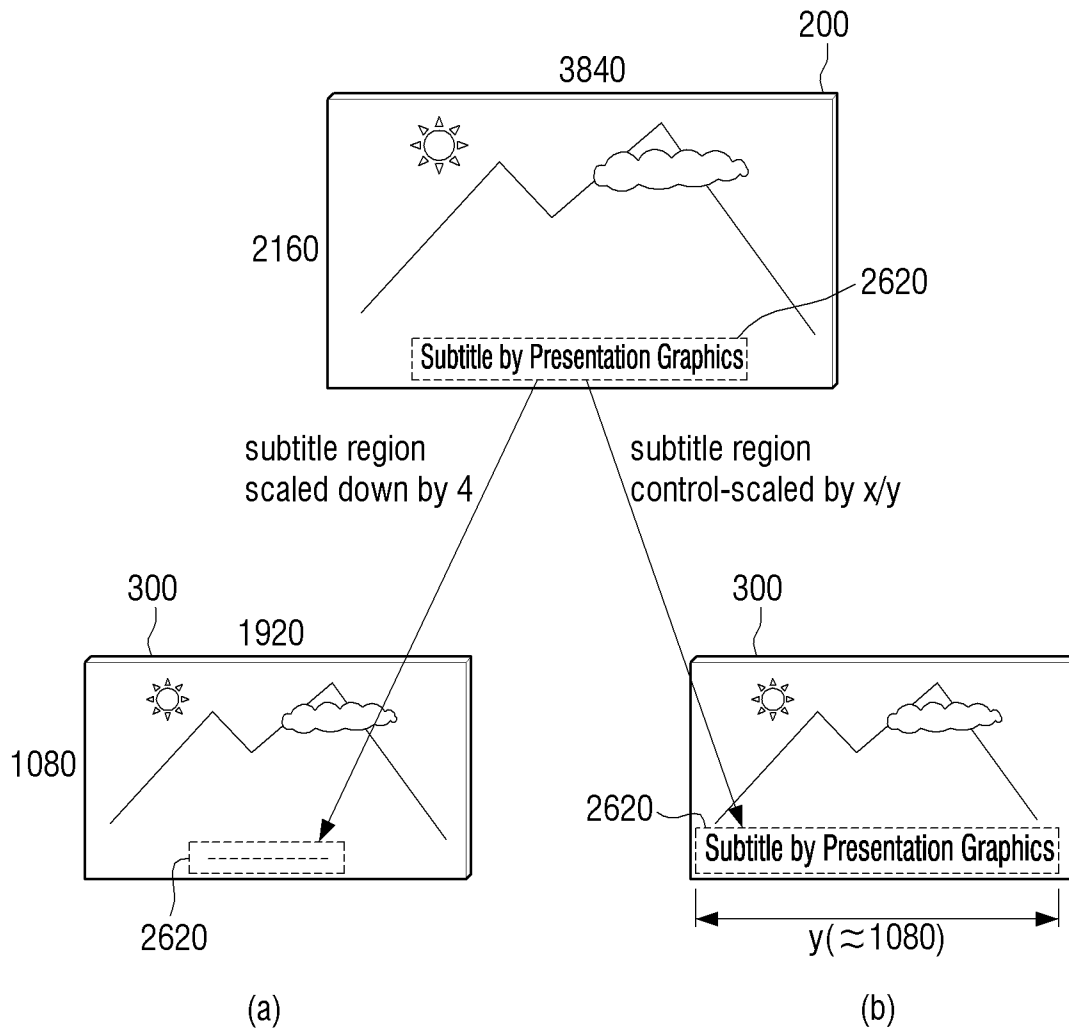 200
3840
2160
2620
Subtitle by Presentation Graphics
subtitle region
scaled down by 4
subtitle region
control-scaled by x/y
300
1920
1080
2620
300
2620
Subtitle by Presentation Graphics
y(≈1080)
(a)
(b)